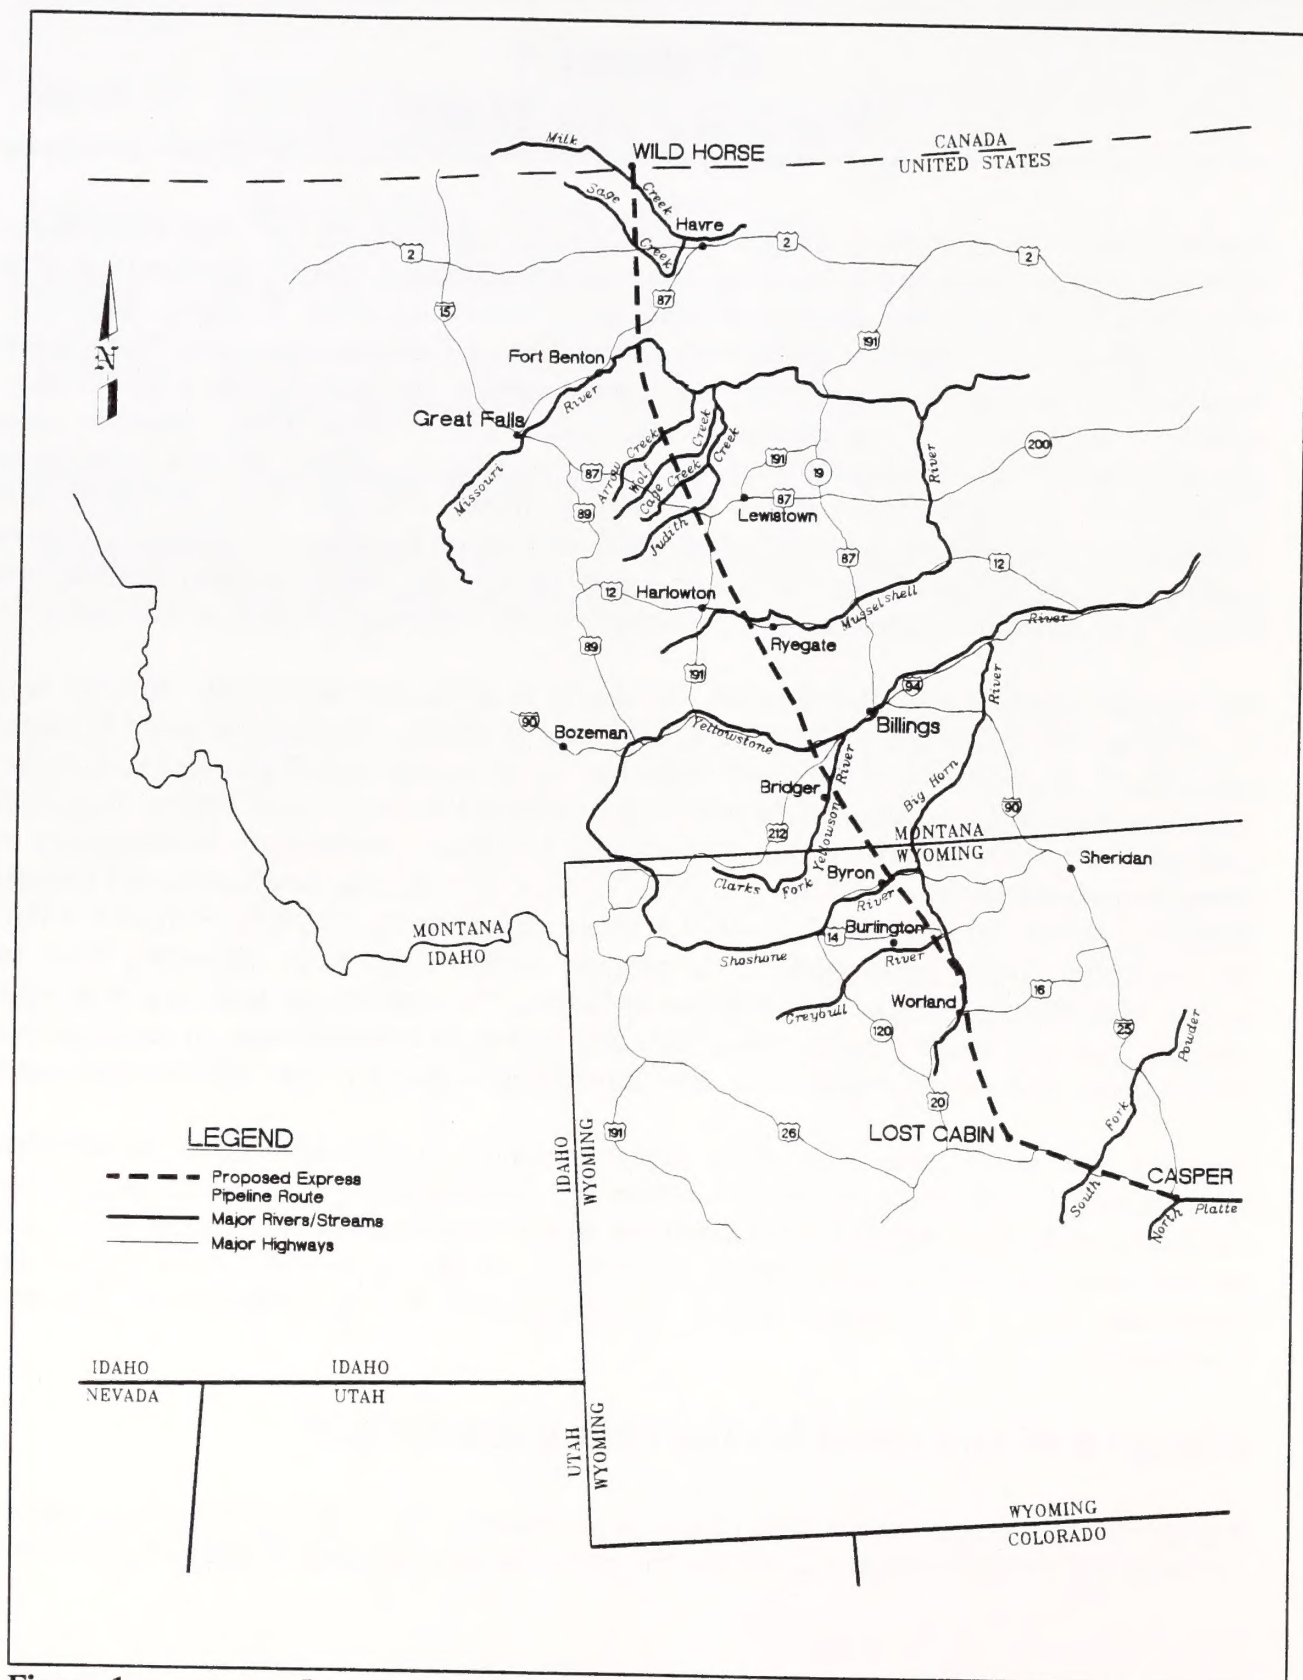 CANADA
UNITED STATES
Milk
WILD HORSE
Sage
Creek
Havre
Creek
2
2
2
15
87
191
Fort Benton
River
Great Falls
Arrow Creek
Wolf Creek
Cage Creek
Creek
191
River
200
87
19
87
Missouri
89
Lewistown
Judith
87
12
12
Harlowton
Musselshell
River
Ryegate
89
191
River
94
90
Bozeman
Yellowstone
Billings
River
Bridger
Big Horn
90
212
Yellowson
MONTANA
WYOMING
Sheridan
Byron
Clarks
Fork
River
MONTANA
IDAHO
14
Burlington
Shoshone
River
16
Worland
Greybull
120
25
Powder
20
Fork
LEGEND
191
26
LOST CABIN
IDAHO
WYOMING
Proposed Express
Pipeline Route
CASPER
South
North
Platte
Major Rivers/Streams
Major Highways
IDAHO
IDAHO
NEVADA
UTAH
UTAH
WYOMING
WYOMING
COLORADO
N